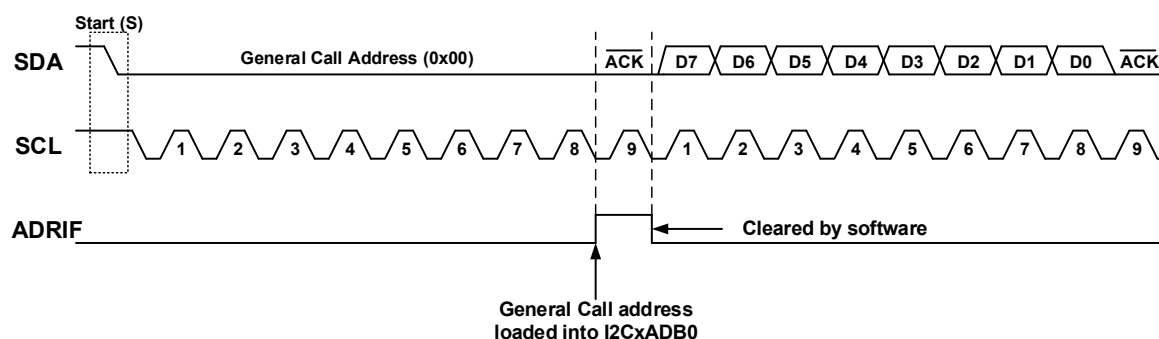 Start (S)
SDA General Call Address (0x00) ACK D7 D6 D5 D4 D3 D2 D1 D0 ACK
SCL 1 2 3 4 5 6 7 8 9 1 2 3 4 5 6 7 8 9
ADRIF Cleared by software
General Call address
loaded into I2CxADB0